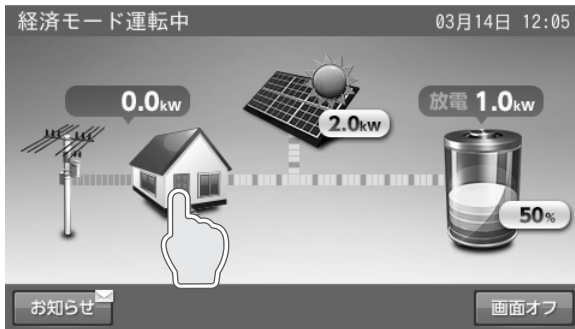 経済モード運転中
03月14日 12:05
0.0kw
2.0kw
放電 1.0kw
50%
お知らせ
画面オフ